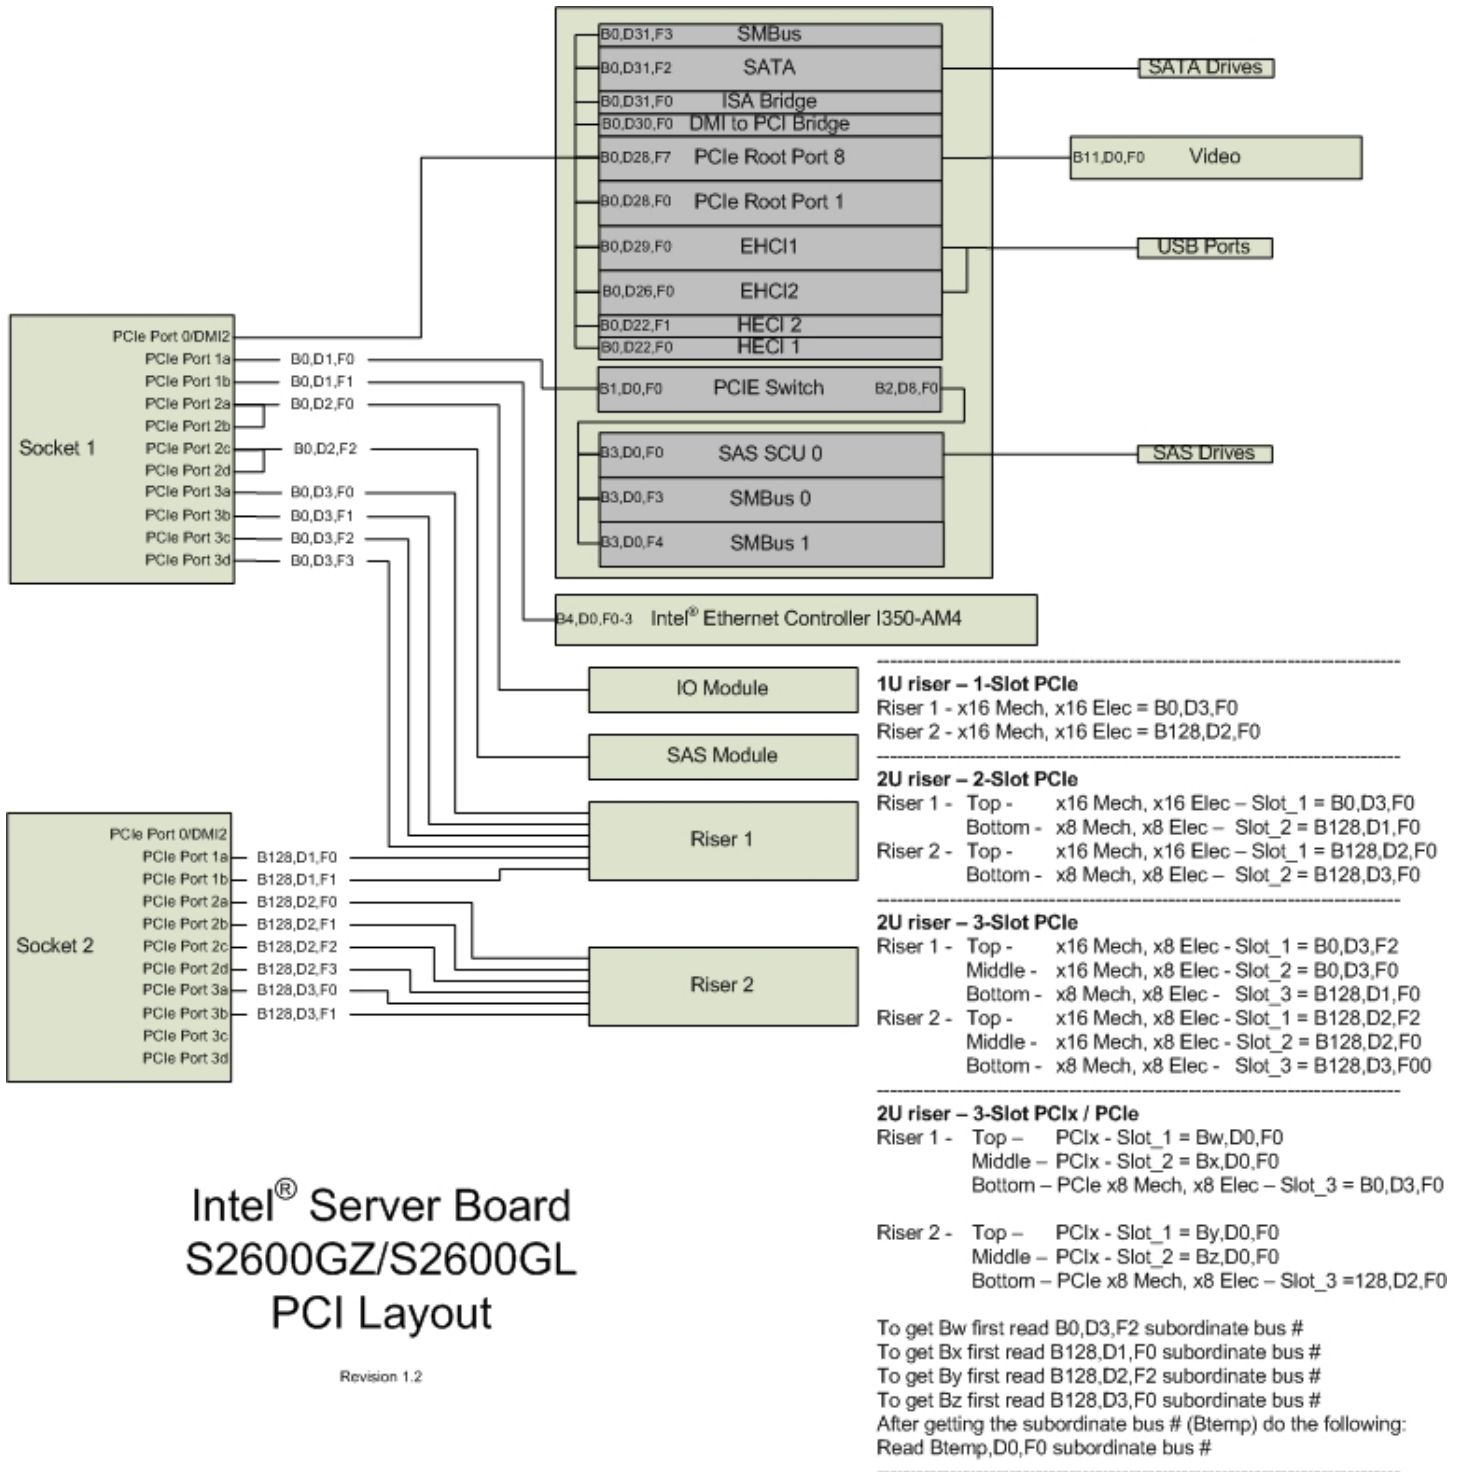 B0,D31,F3 SMBus
B0,D31,F2 SATA
SATA Drives
B0,D31,F0 ISA Bridge
B0,D30,F0 DMI to PCI Bridge
B0,D28,F7 PCIe Root Port 8
B11,D0,F0 Video
B0,D28,F0 PCIe Root Port 1
B0,D29,F0 EHCI1
USB Ports
B0,D26,F0 EHCI2
B0,D22,F1 HECI 2
B0,D22,F0 HECI 1
B1,D0,F0 PCIE Switch B2,D8,F0
B3,D0,F0 SAS SCU 0
SAS Drives
B3,D0,F3 SMBus 0
B3,D0,F4 SMBus 1
Socket 1
PCIe Port 0/DMI2
PCIe Port 1a B0,D1,F0
PCIe Port 1b B0,D1,F1
PCIe Port 2a B0,D2,F0
PCIe Port 2b
PCIe Port 2c B0,D2,F2
PCIe Port 2d
PCIe Port 3a B0,D3,F0
PCIe Port 3b B0,D3,F1
PCIe Port 3c B0,D3,F2
PCIe Port 3d B0,D3,F3
B4,D0,F0-3 Intel® Ethernet Controller I350-AM4
IO Module
SAS Module
Riser 1
Riser 2
Socket 2
PCIe Port 0/DMI2
PCIe Port 1a B128,D1,F0
PCIe Port 1b B128,D1,F1
PCIe Port 2a B128,D2,F0
PCIe Port 2b B128,D2,F1
PCIe Port 2c B128,D2,F2
PCIe Port 2d B128,D2,F3
PCIe Port 3a B128,D3,F0
PCIe Port 3b B128,D3,F1
PCIe Port 3c
PCIe Port 3d
1U riser – 1-Slot PCIe
Riser 1 - x16 Mech, x16 Elec = B0,D3,F0
Riser 2 - x16 Mech, x16 Elec = B128,D2,F0
2U riser – 2-Slot PCIe
Riser 1 - Top - x16 Mech, x16 Elec – Slot_1 = B0,D3,F0
Bottom - x8 Mech, x8 Elec – Slot_2 = B128,D1,F0
Riser 2 - Top - x16 Mech, x16 Elec – Slot_1 = B128,D2,F0
Bottom - x8 Mech, x8 Elec – Slot_2 = B128,D3,F0
2U riser – 3-Slot PCIe
Riser 1 - Top - x16 Mech, x8 Elec - Slot_1 = B0,D3,F2
Middle - x16 Mech, x8 Elec - Slot_2 = B0,D3,F0
Bottom - x8 Mech, x8 Elec - Slot_3 = B128,D1,F0
Riser 2 - Top - x16 Mech, x8 Elec - Slot_1 = B128,D2,F2
Middle - x16 Mech, x8 Elec - Slot_2 = B128,D2,F0
Bottom - x8 Mech, x8 Elec - Slot_3 = B128,D3,F00
2U riser – 3-Slot PCIx / PCIe
Riser 1 - Top – PCIx - Slot_1 = Bw,D0,F0
Middle – PCIx - Slot_2 = Bx,D0,F0
Bottom – PCIe x8 Mech, x8 Elec – Slot_3 = B0,D3,F0
Riser 2 - Top – PCIx - Slot_1 = By,D0,F0
Middle – PCIx - Slot_2 = Bz,D0,F0
Bottom – PCIe x8 Mech, x8 Elec – Slot_3 =128,D2,F0
To get Bw first read B0,D3,F2 subordinate bus #
To get Bx first read B128,D1,F0 subordinate bus #
To get By first read B128,D2,F2 subordinate bus #
To get Bz first read B128,D3,F0 subordinate bus #
After getting the subordinate bus # (Btemp) do the following:
Read Btemp,D0,F0 subordinate bus #
Intel® Server Board
S2600GZ/S2600GL
PCI Layout
Revision 1.2